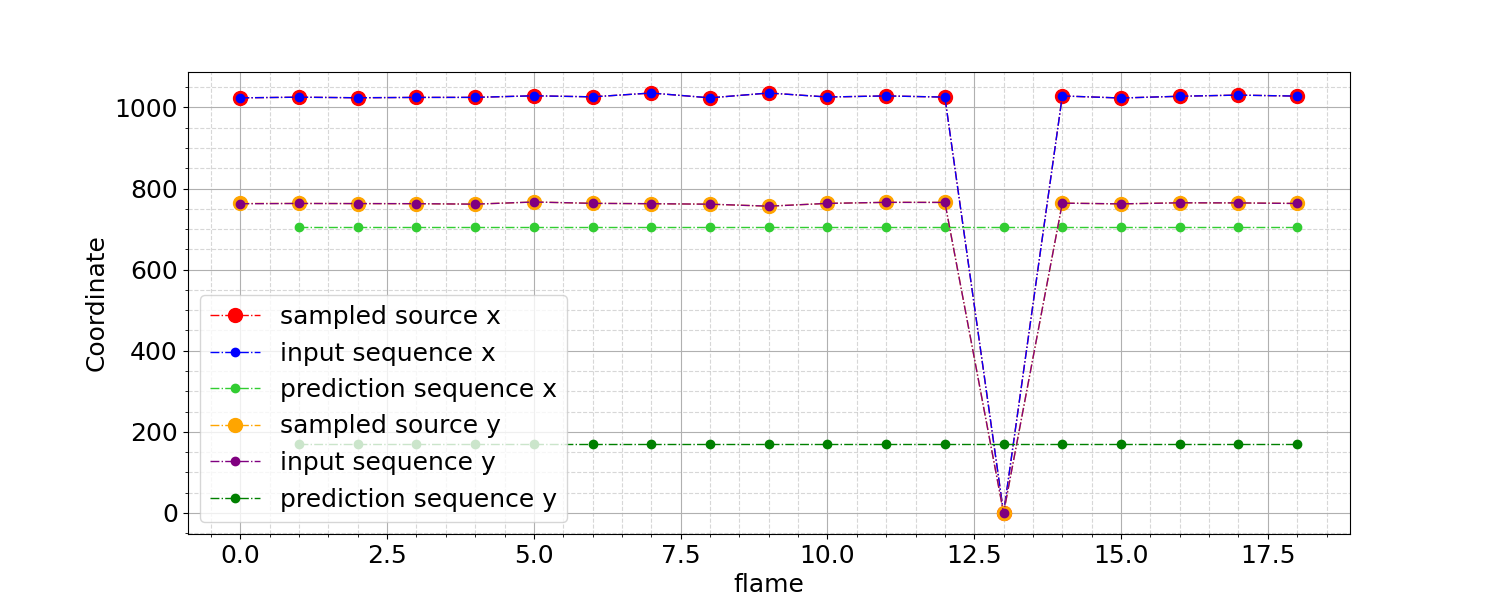 1000
800
600
400
200
0
Coordinate
sampled source x
input sequence x
prediction sequence x
sampled source y
input sequence y
prediction sequence y
0.0 2.5 5.0 7.5 10.0 12.5 15.0 17.5
flame